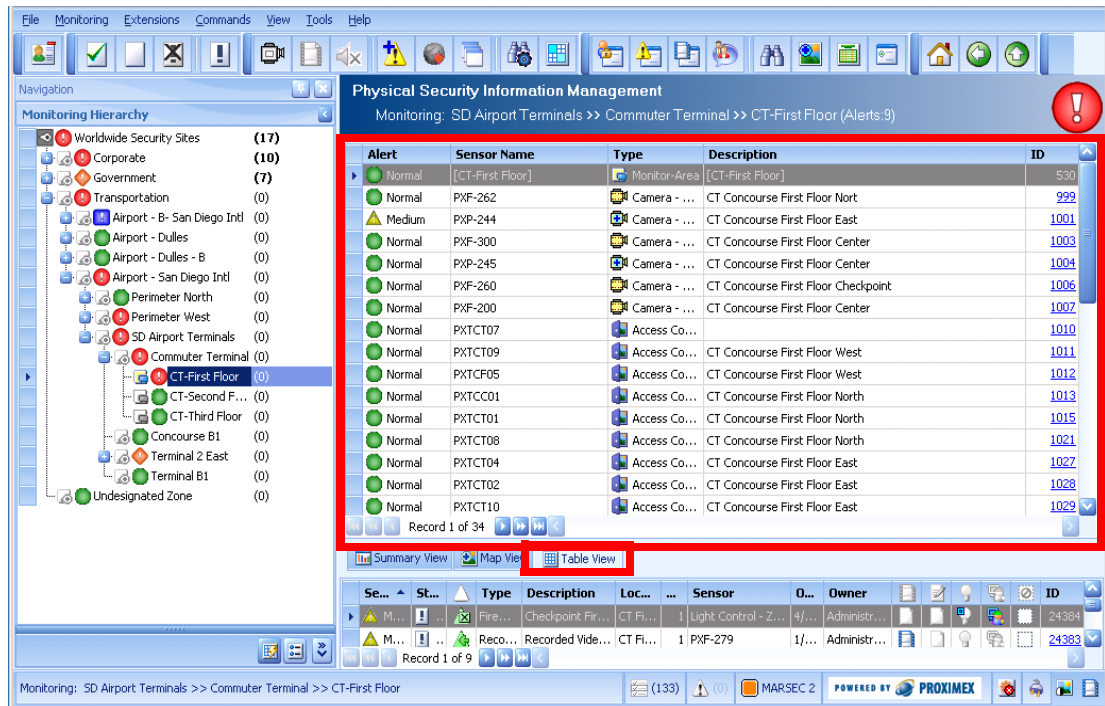 File Monitoring Extensions Commands View Tools Help
Navigation
Monitoring Hierarchy
Worldwide Security Sites (17)
Corporate (10)
Government (7)
Transportation (0)
Airport - B- San Diego Intl (0)
Airport - Dulles (0)
Airport - Dulles - B (0)
Airport - San Diego Intl (0)
Perimeter North (0)
Perimeter West (0)
SD Airport Terminals (0)
Commuter Terminal (0)
CT-First Floor (0)
CT-Second F... (0)
CT-Third Floor (0)
Concourse B1 (0)
Terminal 2 East (0)
Terminal B1 (0)
Undesignated Zone (0)
Physical Security Information Management
Monitoring: SD Airport Terminals >> Commuter Terminal >> CT-First Floor (Alerts:9)
Alert Sensor Name Type Description ID
Normal [CT-First Floor] Monitor-Area [CT-First Floor] 530
Normal PXF-262 Camera - ... CT Concourse First Floor Nort 999
Medium PXP-244 Camera - ... CT Concourse First Floor East 1001
Normal PXF-300 Camera - ... CT Concourse First Floor Center 1003
Normal PXP-245 Camera - ... CT Concourse First Floor Center 1004
Normal PXF-260 Camera - ... CT Concourse First Floor Checkpoint 1006
Normal PXF-200 Camera - ... CT Concourse First Floor Center 1007
Normal PXTCT07 Access Co... 1010
Normal PXTCT09 Access Co... CT Concourse First Floor West 1011
Normal PXTCF05 Access Co... CT Concourse First Floor West 1012
Normal PXTCC01 Access Co... CT Concourse First Floor North 1013
Normal PXTCT01 Access Co... CT Concourse First Floor North 1015
Normal PXTCT08 Access Co... CT Concourse First Floor North 1021
Normal PXTCT04 Access Co... CT Concourse First Floor East 1027
Normal PXTCT02 Access Co... CT Concourse First Floor East 1028
Normal PXTCT10 Access Co... CT Concourse First Floor East 1029
Record 1 of 34
Summary View Map Vie Table View
Se... St... Type Description Loc... ... Sensor O... Owner ID
M... .. Fire... Checkpoint Fir... CT Fi... 1 Light Control - Z... 4/... Administr... 24384
M... .. Reco... Recorded Vide... CT Fi... 1 PXF-279 1/... Administr... 24383
Record 1 of 9
Monitoring: SD Airport Terminals >> Commuter Terminal >> CT-First Floor (133) (0) MARSEC 2 POWERED BY PROXIMEX